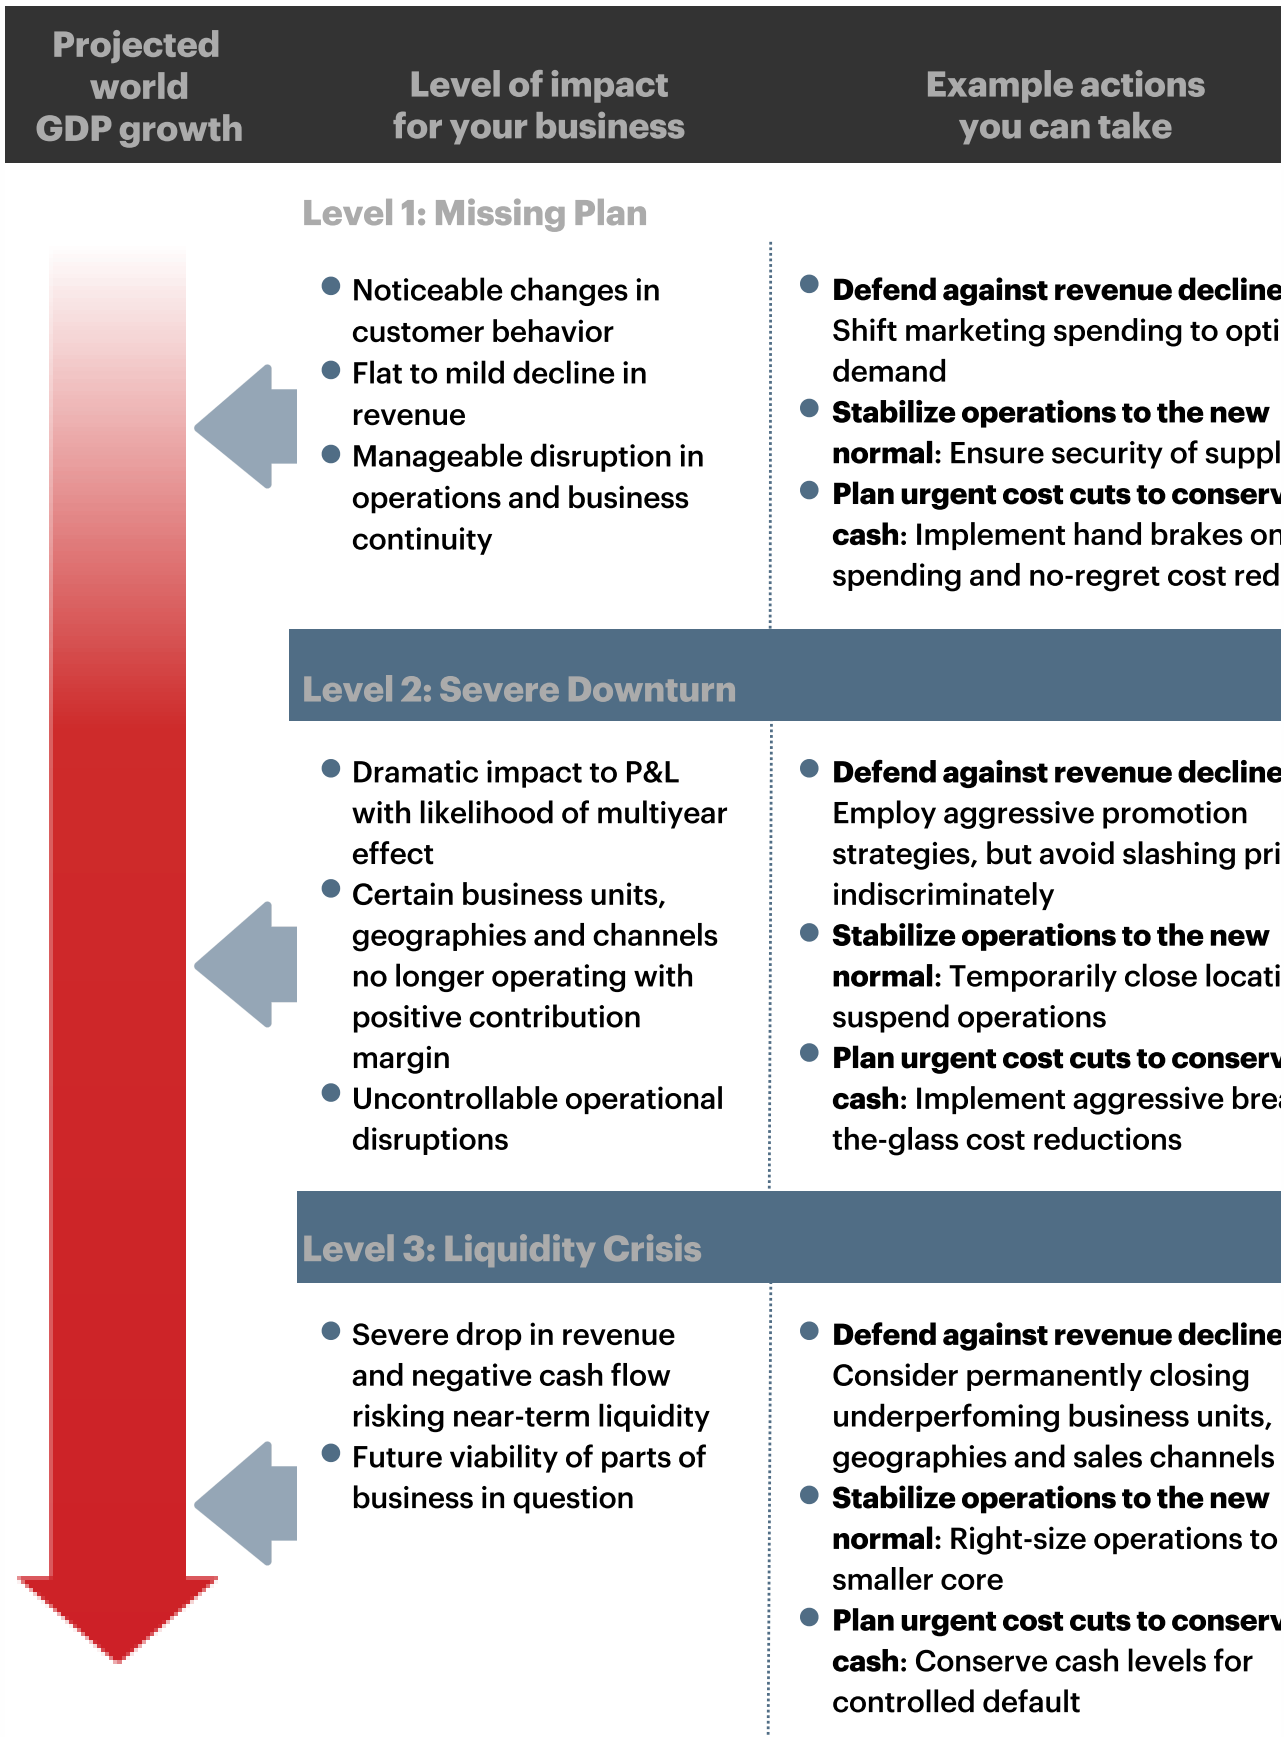 Projected
world
GDP growth
Level of impact
for your business
Example actions
you can take
Level 1: Missing Plan
Noticeable changes in
customer behavior
Flat to mild decline in
revenue
Manageable disruption in
operations and business
continuity
Defend against revenue decline
Shift marketing spending to
demand
Stabilize operations to the new
normal: Ensure security of
Plan urgent cost cuts to
cash: Implement hand brakes on
spending and no-regret cost
Level 2: Severe Downturn
Dramatic impact to P&L
with likelihood of multiyear
effect
Certain business units,
geographies and channels
no longer operating with
positive contribution
margin
Uncontrollable operational
disruptions
Defend against revenue decline
Employ aggressive promotion
strategies, but avoid slashing
indiscriminately
Stabilize operations to the new
normal: Temporarily close
suspend operations
Plan urgent cost cuts to
cash: Implement aggressive
the-glass cost reductions
Level 3: Liquidity Crisis
Severe drop in revenue
and negative cash flow
risking near-term liquidity
Future viability of parts of
business in question
Defend against revenue decline
Consider permanently closing
underperfoming business units,
geographies and sales channels
Stabilize operations to the new
normal: Right-size operations to
smaller core
Plan urgent cost cuts to
cash: Conserve cash levels for
controlled default